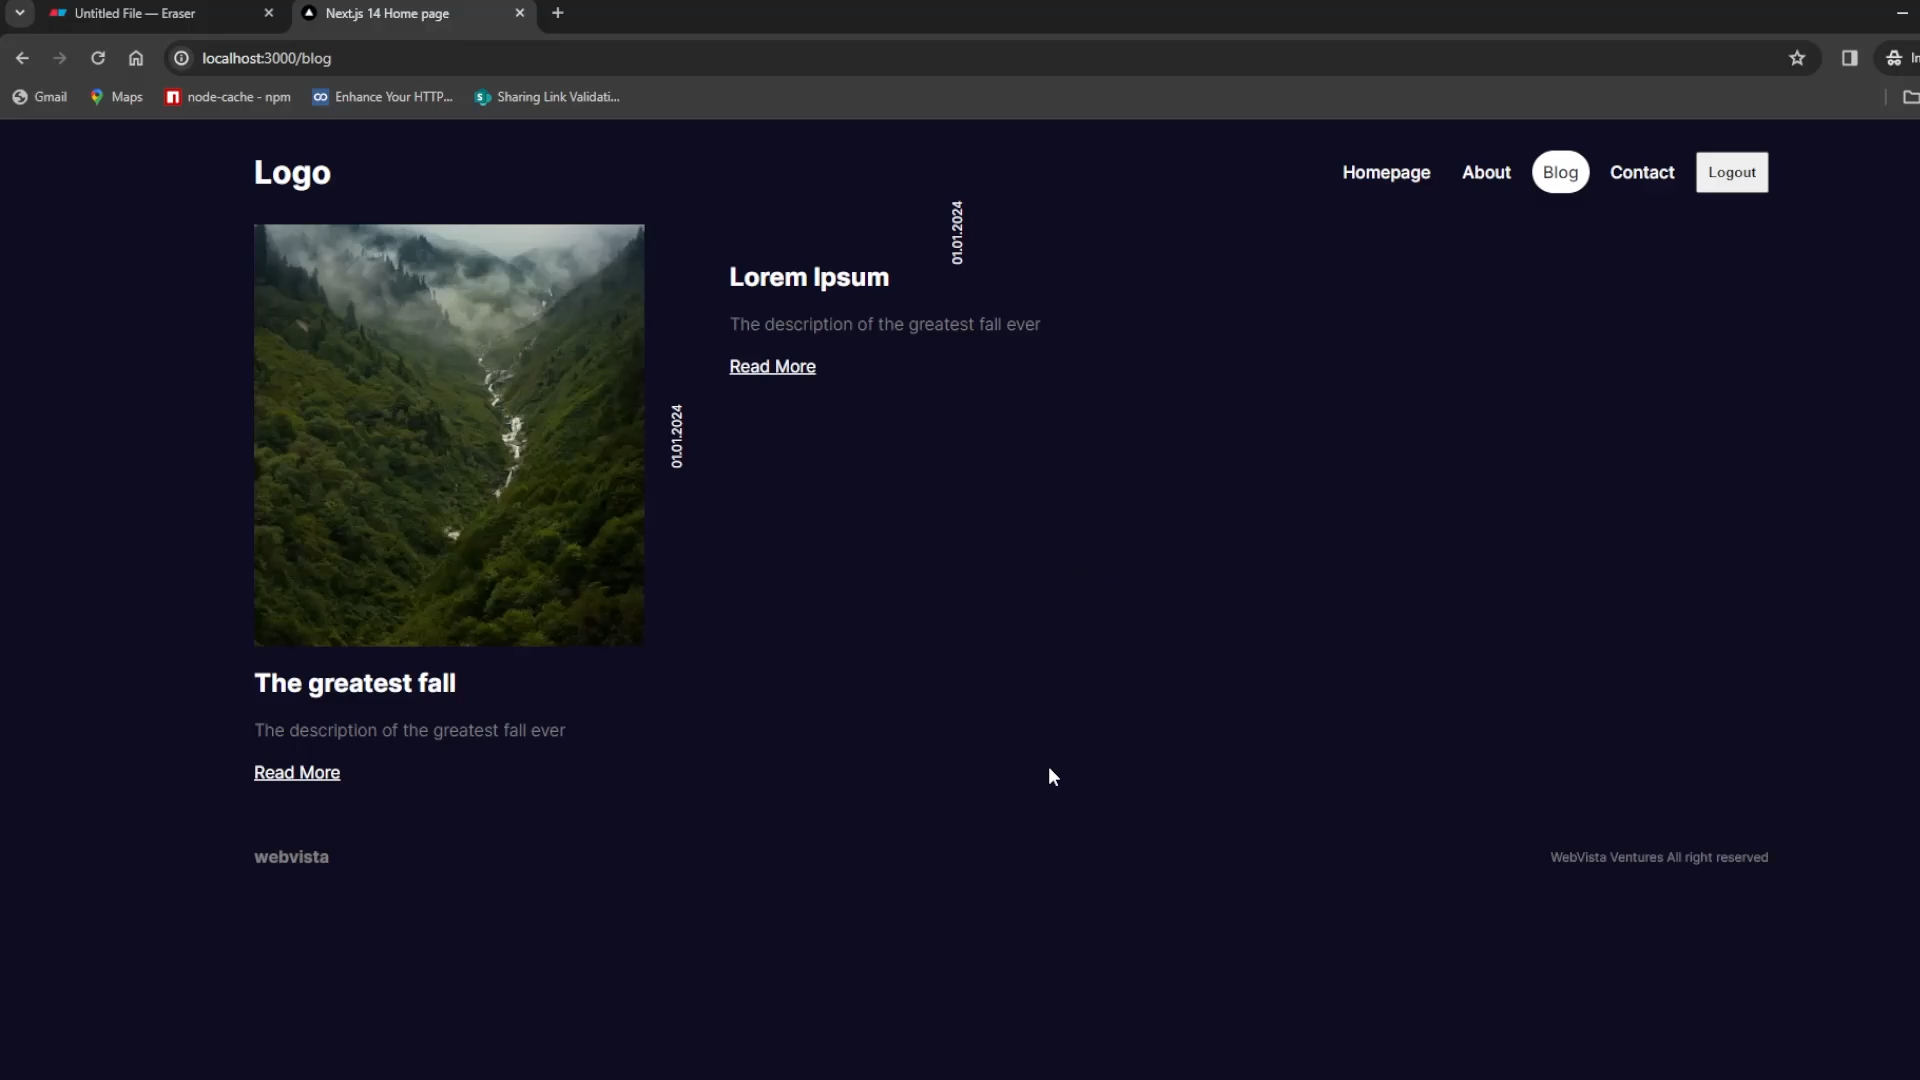 Untitled File — Eraser
Next.js 14 Home page
localhost:3000/blog
Gmail
Maps
node-cache - npm
Enhance Your HTTP...
Sharing Link Validati...
Logo
Homepage
About
Blog
Contact
Logout
01.01.2024
Lorem Ipsum
The description of the greatest fall ever
Read More
01.01.2024
The greatest fall
The description of the greatest fall ever
Read More
webvista
WebVista Ventures All right reserved